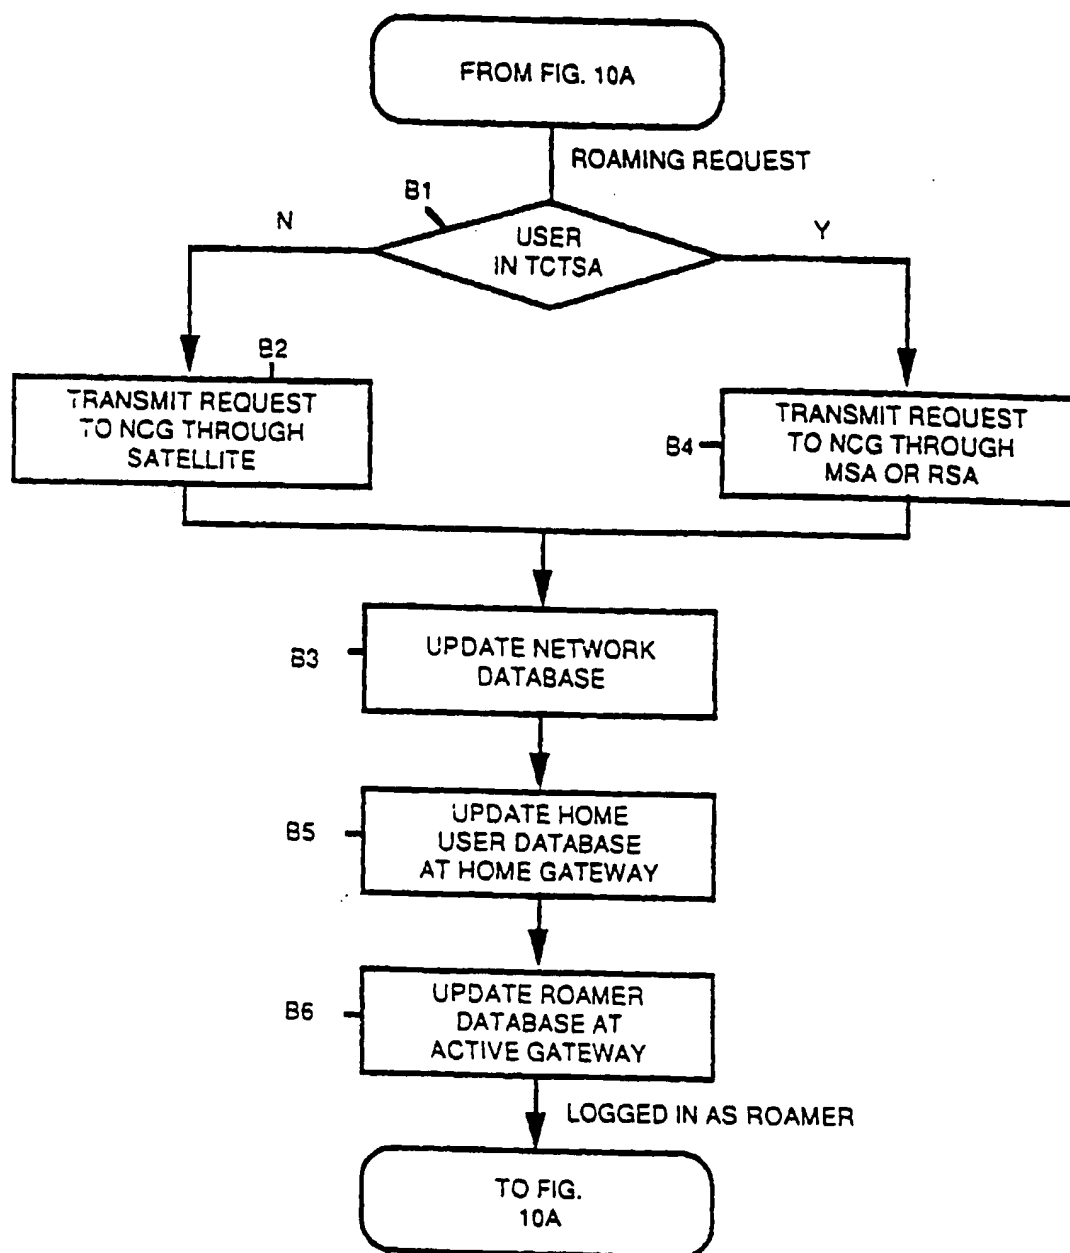 FROM FIG. 10A
ROAMING REQUEST
B1
N
Y
USER
IN TCTSA
B2
TRANSMIT REQUEST
TO NCG THROUGH
SATELLITE
B4
TRANSMIT REQUEST
TO NCG THROUGH
MSA OR RSA
B3
UPDATE NETWORK
DATABASE
B5
UPDATE HOME
USER DATABASE
AT HOME GATEWAY
B6
UPDATE ROAMER
DATABASE AT
ACTIVE GATEWAY
LOGGED IN AS ROAMER
TO FIG.
10A